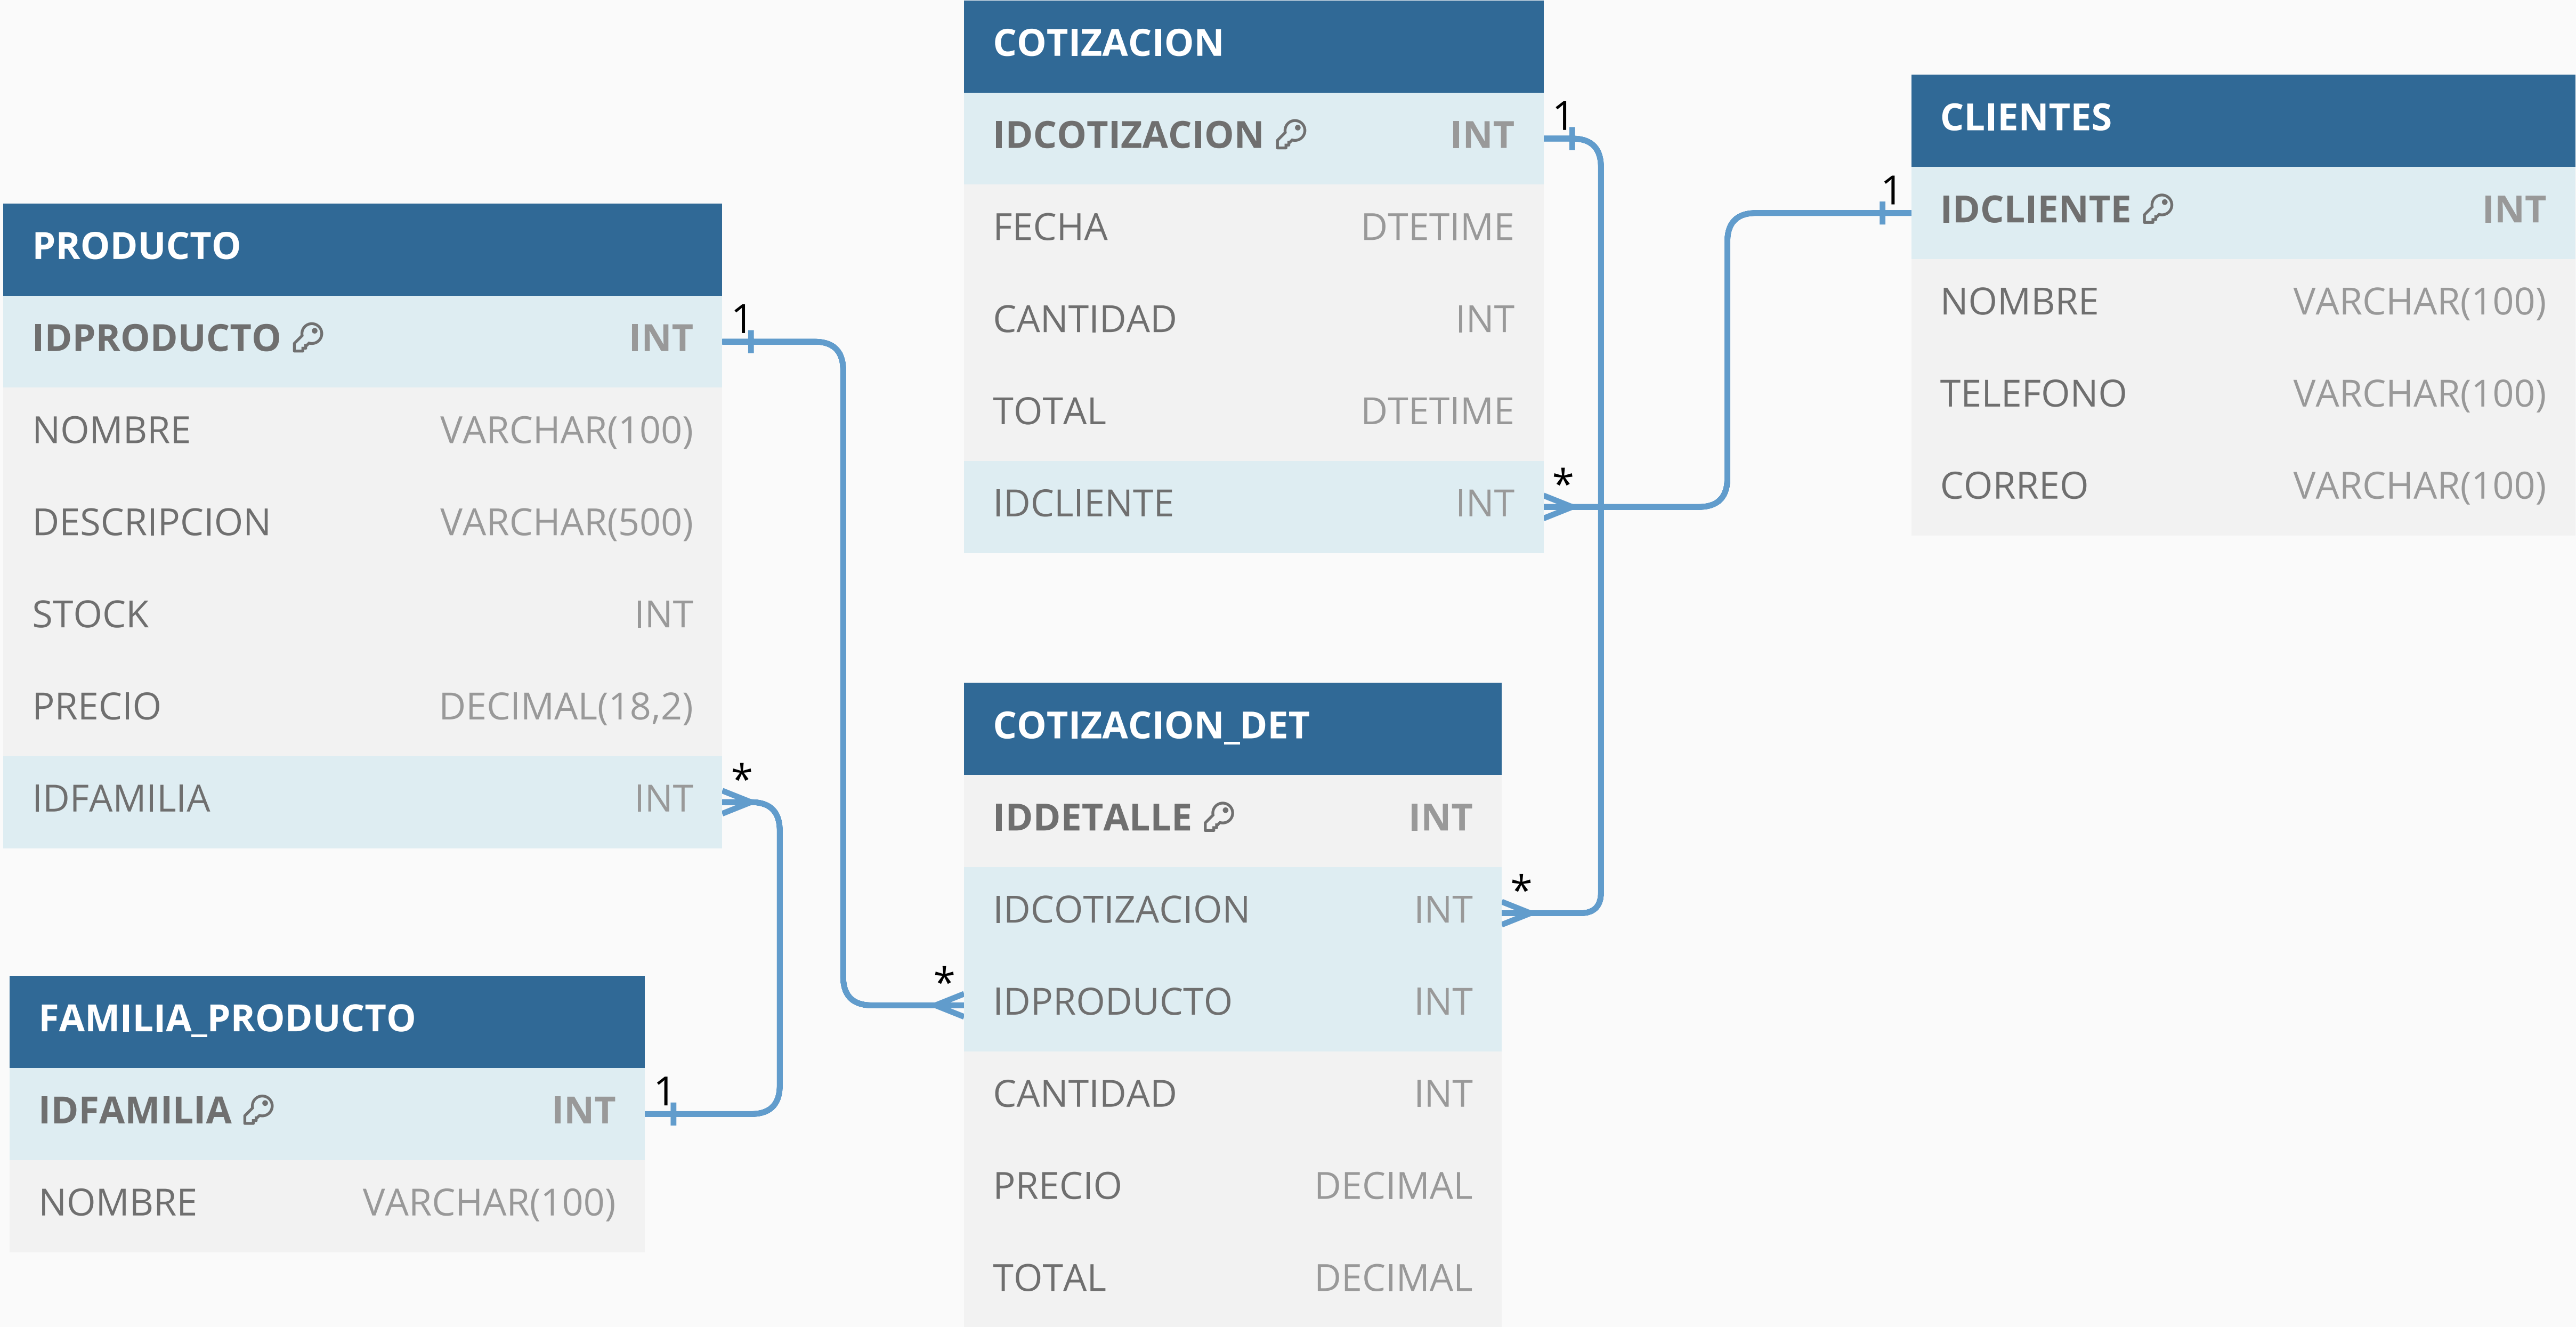 PRODUCTO
IDPRODUCTO INT
NOMBRE VARCHAR(100)
DESCRIPCION VARCHAR(500)
STOCK INT
PRECIO DECIMAL(18,2)
IDFAMILIA INT
1
*
FAMILIA_PRODUCTO
IDFAMILIA INT
NOMBRE VARCHAR(100)
1
COTIZACION
IDCOTIZACION INT
FECHA DTETIME
CANTIDAD INT
TOTAL DTETIME
IDCLIENTE INT
1
*
COTIZACION_DET
IDDETALLE INT
IDCOTIZACION INT
IDPRODUCTO INT
CANTIDAD INT
PRECIO DECIMAL
TOTAL DECIMAL
*
*
CLIENTES
IDCLIENTE INT
NOMBRE VARCHAR(100)
TELEFONO VARCHAR(100)
CORREO VARCHAR(100)
1